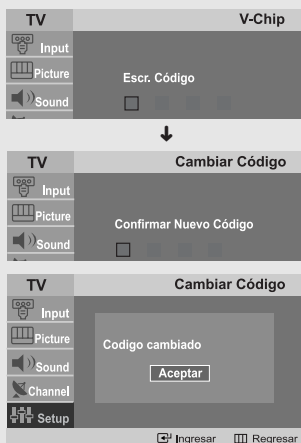 TV V-Chip
Input
Picture
Escr. Código
Sound
TV Cambiar Código
Input
Picture
Confirmar Nuevo Código
Sound
TV Cambiar Código
Input
Picture
Codigo cambiado
Sound
Aceptar
Channel
Setup
Ingresar Regresar